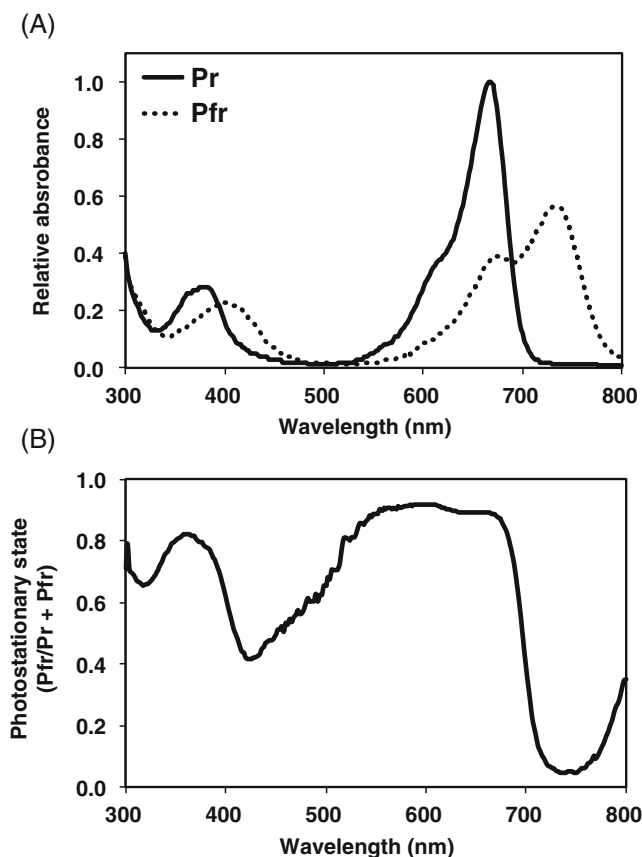 (A)
Pr
Pfr
1.0
0.8
0.6
0.4
0.2
0.0
Relative absrobance
300 400 500 600 700 800
Wavelength (nm)
(B)
1.0
0.8
0.6
0.4
0.2
0.0
Photostationary state
(Pfr/Pr + Pfr)
300 400 500 600 700 800
Wavelength (nm)